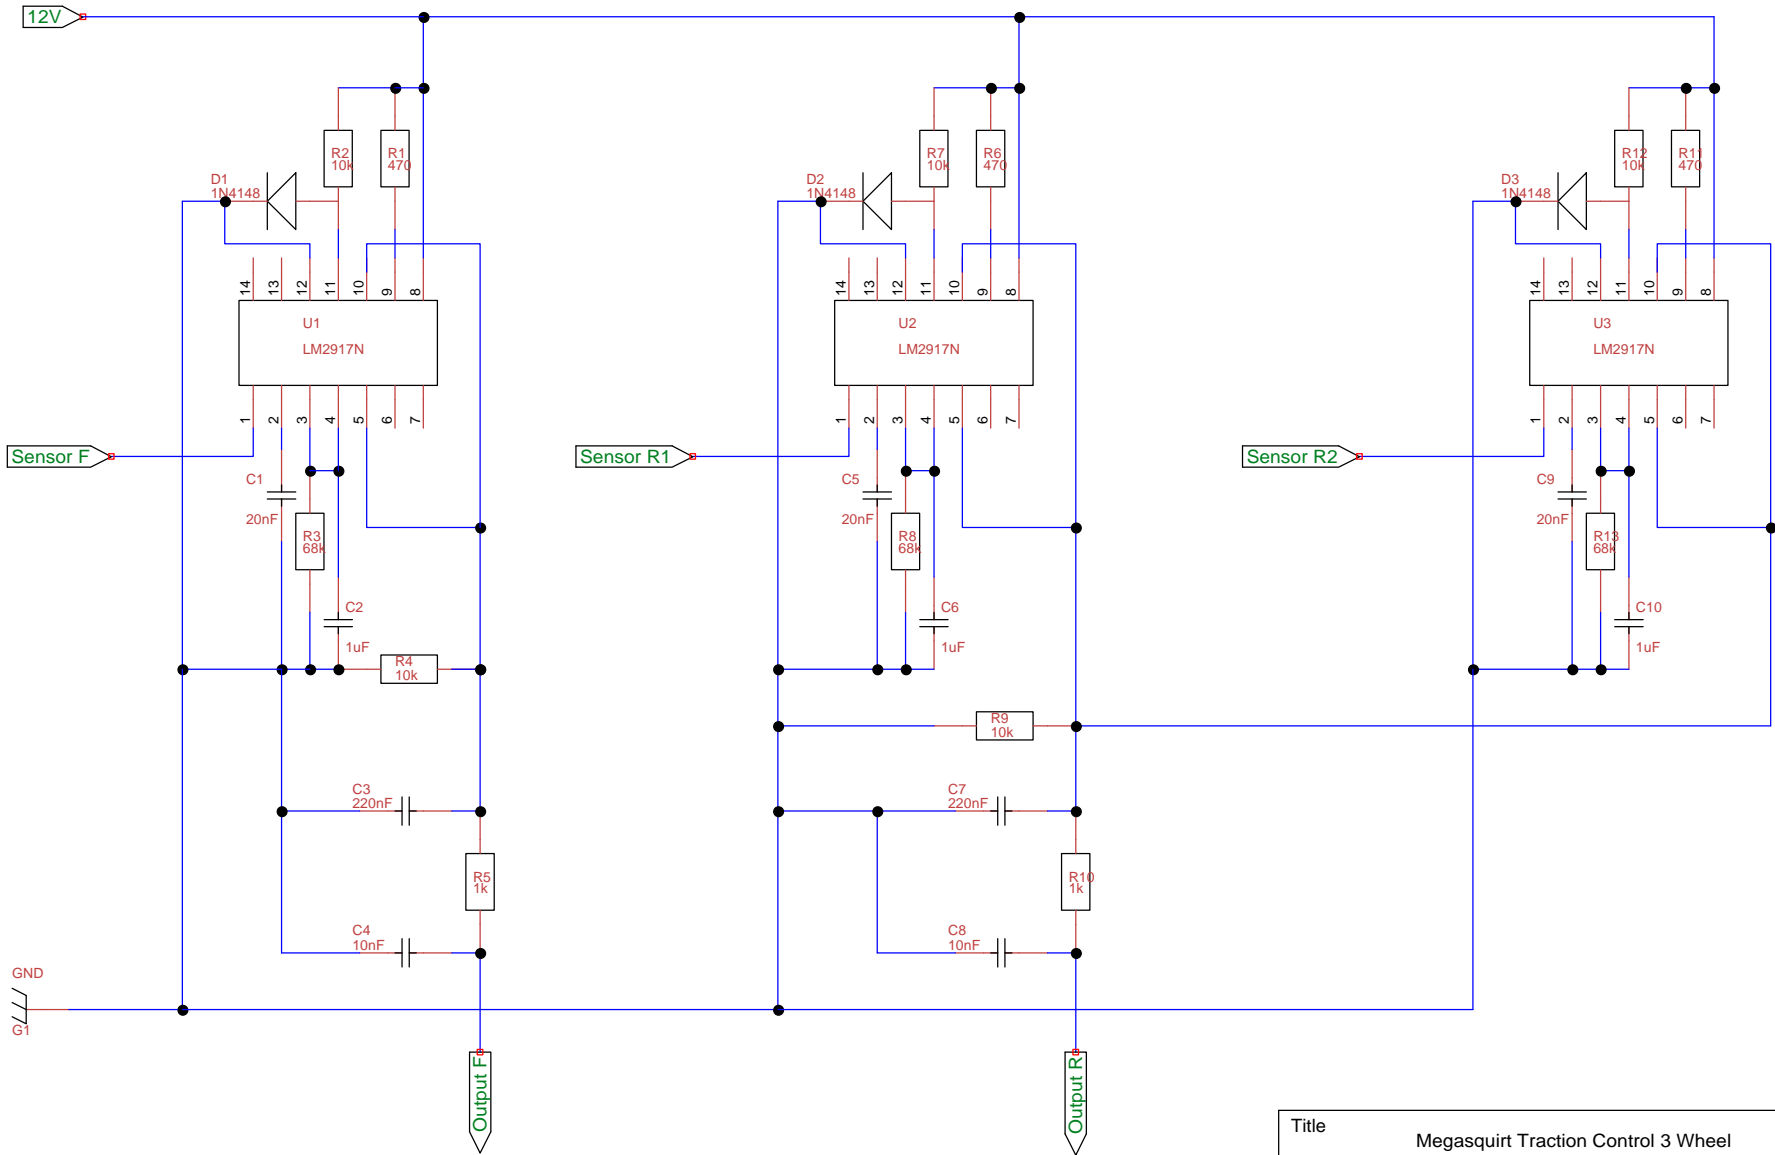 12V
R2
10k
R1
470
D1
1N4148
14
13
12
11
10
9
8
U1
LM2917N
1
2
3
4
5
6
7
Sensor F
C1
20nF
R3
68k
C2
1uF
R4
10k
C3
220nF
R5
1k
C4
10nF
Output F
R7
10k
R6
470
D2
1N4148
14
13
12
11
10
9
8
U2
LM2917N
1
2
3
4
5
6
7
Sensor R1
C5
20nF
R8
68k
C6
1uF
R9
10k
C7
220nF
R10
1k
C8
10nF
Output R
R12
10k
R11
470
D3
1N4148
14
13
12
11
10
9
8
U3
LM2917N
1
2
3
4
5
6
7
Sensor R2
C9
20nF
R13
68k
C10
1uF
GND
G1
Title
Megasquirt Traction Control 3 Wheel